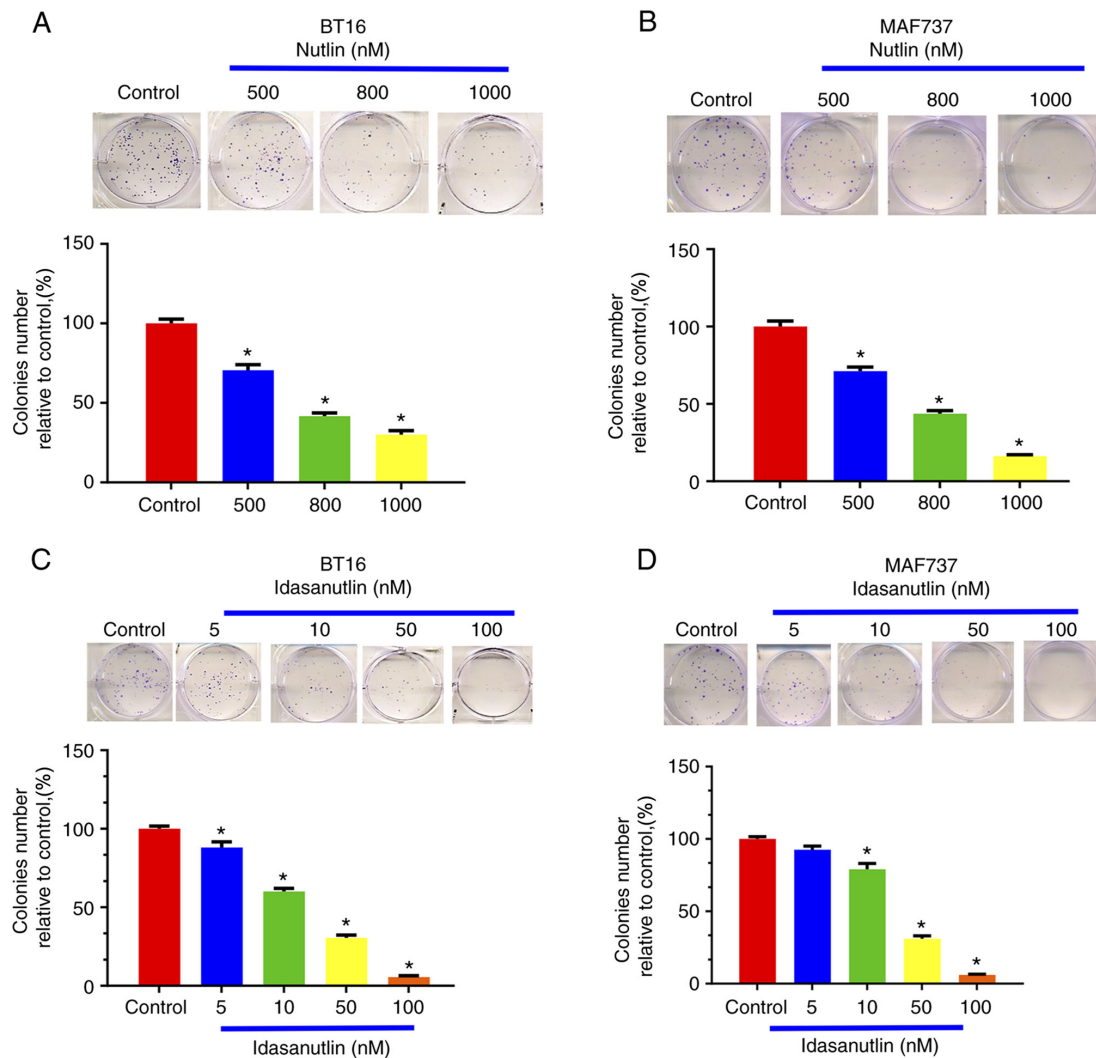 A
BT16
Nutlin (nM)
Control 500 800 1000
150
100
50
0
Colonies number
relative to control,(%)
* * *
Control 500 800 1000
B
MAF737
Nutlin (nM)
Control 500 800 1000
150
100
50
0
Colonies number
relative to control,(%)
* * *
Control 500 800 1000
C
BT16
Idasanutlin (nM)
Control 5 10 50 100
150
100
50
0
Colonies number
relative to control,(%)
* * * *
Control 5 10 50 100
Idasanutlin (nM)
D
MAF737
Idasanutlin (nM)
Control 5 10 50 100
150
100
50
0
Colonies number
relative to control,(%)
* * *
Control 5 10 50 100
Idasanutlin (nM)